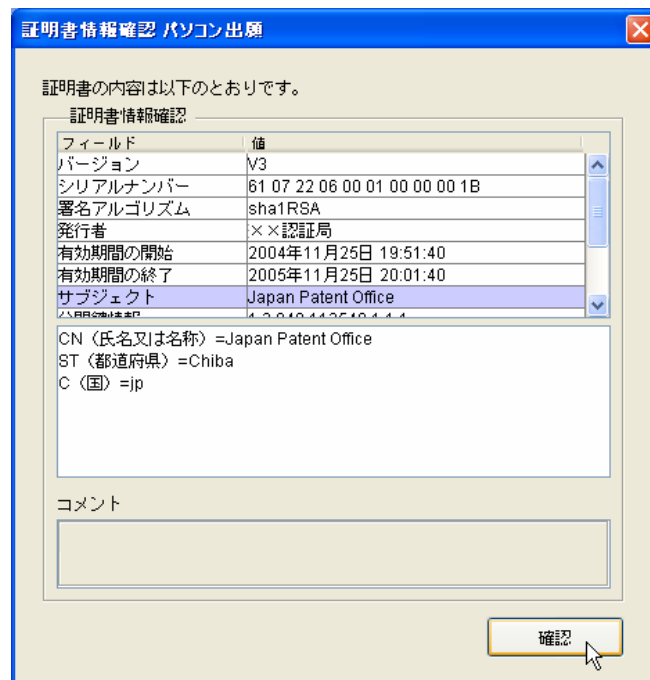 証明書情報確認 パソコン出願
証明書の内容は以下のとおりです。
証明書情報確認
フィールド 値
バージョン V3
シリアルナンバー 61 07 22 06 00 01 00 00 00 1B
署名アルゴリズム sha1RSA
発行者 ××認証局
有効期間の開始 2004年11月25日 19:51:40
有効期間の終了 2005年11月25日 20:01:40
サブジェクト Japan Patent Office
CN（氏名又は名称）=Japan Patent Office
ST（都道府県）=Chiba
C（国）=jp
コメント
確認